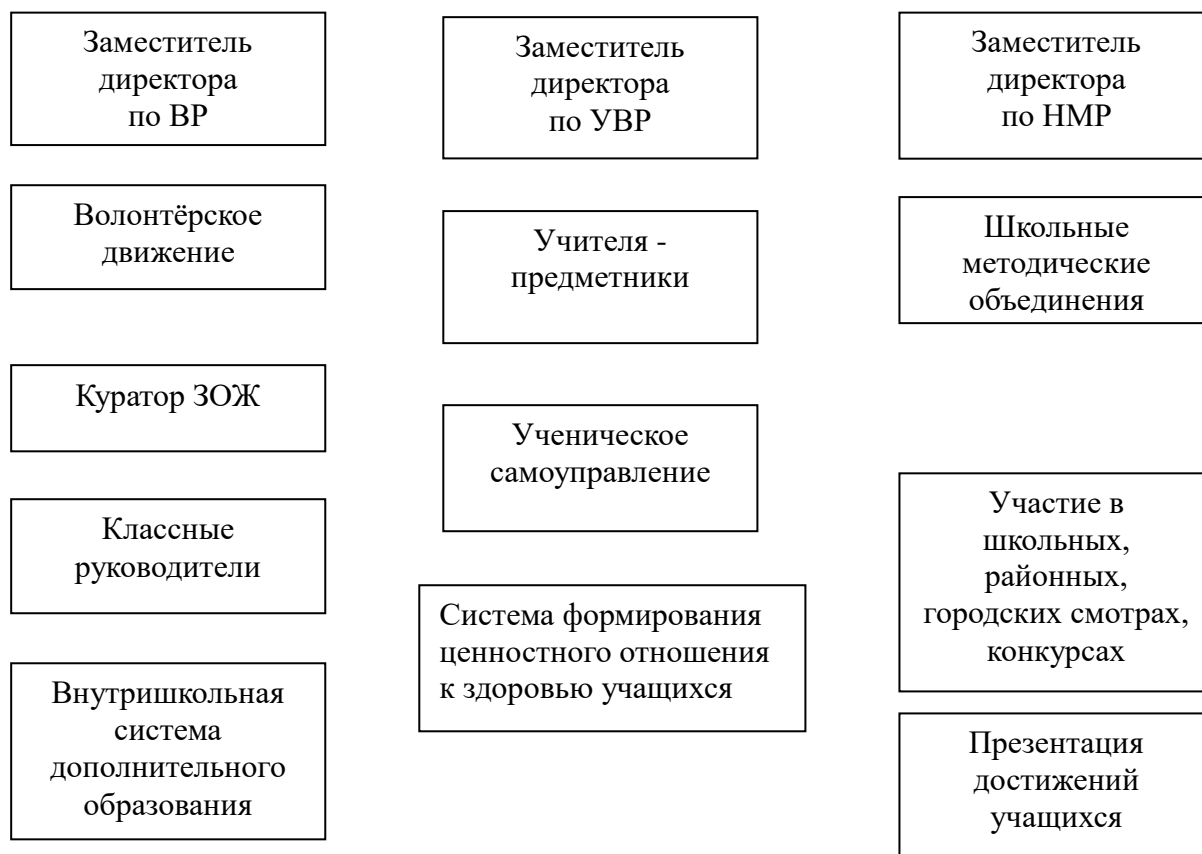 Заместитель
директора
по ВР
Волонтёрское
движение
Куратор ЗОЖ
Классные
руководители
Внутришкольная
система
дополнительного
образования
Заместитель
директора
по УВР
Учителя -
предметники
Ученическое
самоуправление
Система формирования
ценностного отношения
к здоровью учащихся
Заместитель
директора
по НМР
Школьные
методические
объединения
Участие в
школьных,
районных,
городских смотрах,
конкурсах
Презентация
достижений
учащихся